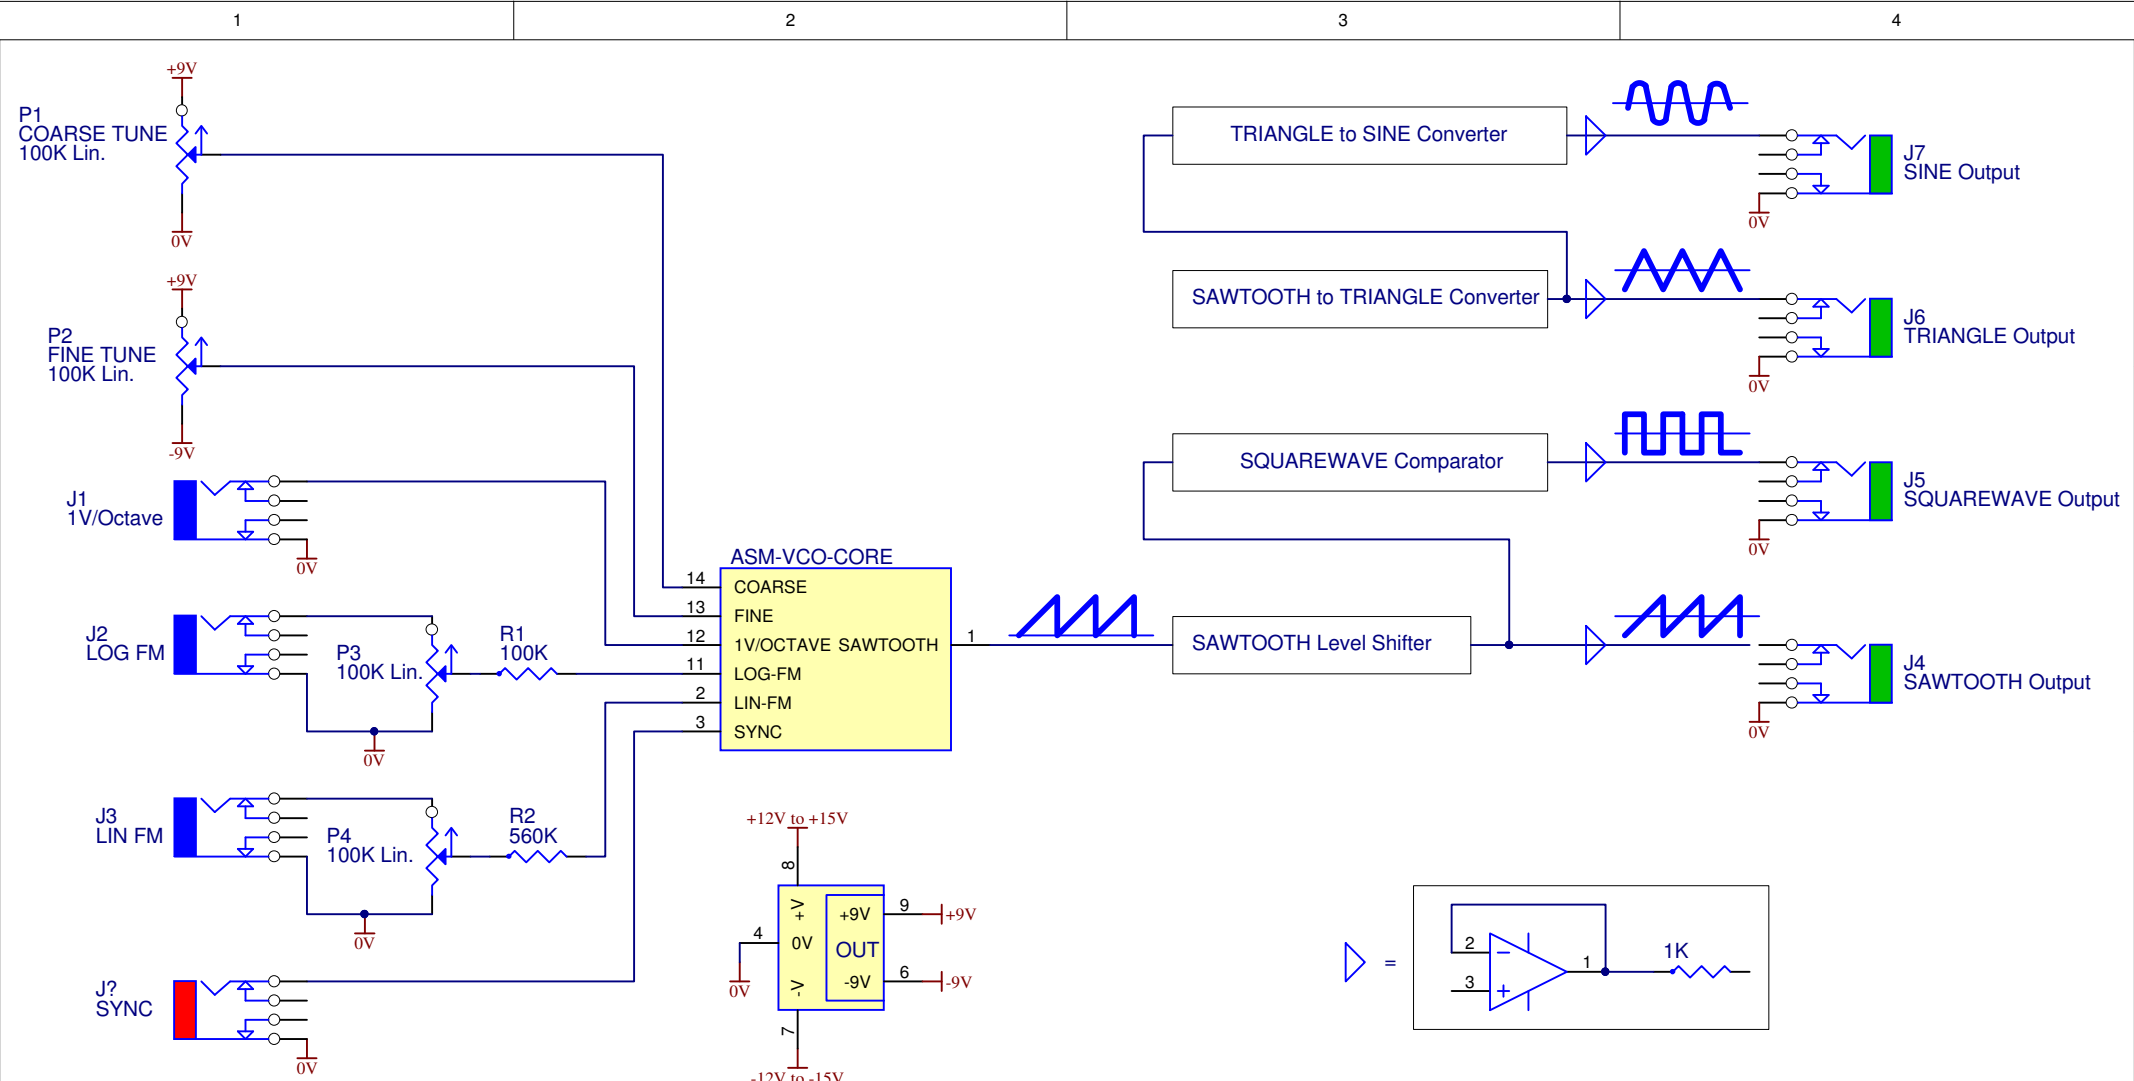 1
2
3
4
+9V
P1
COARSE TUNE
100K Lin.
0V
+9V
P2
FINE TUNE
100K Lin.
-9V
J1
1V/Octave
0V
J2
LOG FM
P3
100K Lin.
R1
100K
0V
J3
LIN FM
P4
100K Lin.
R2
560K
0V
J?
SYNC
0V
ASM-VCO-CORE
14
COARSE
13
FINE
12
1V/OCTAVE SAWTOOTH
1
11
LOG-FM
2
LIN-FM
3
SYNC
+12V to +15V
8
+V
+9V
9
+9V
4
0V
OUT
0V
-V
-9V
6
-9V
7
-12V to -15V
TRIANGLE to SINE Converter
J7
SINE Output
0V
SAWTOOTH to TRIANGLE Converter
J6
TRIANGLE Output
0V
SQUAREWAVE Comparator
J5
SQUAREWAVE Output
0V
SAWTOOTH Level Shifter
J4
SAWTOOTH Output
0V
=
2
−
3
+
1
1K